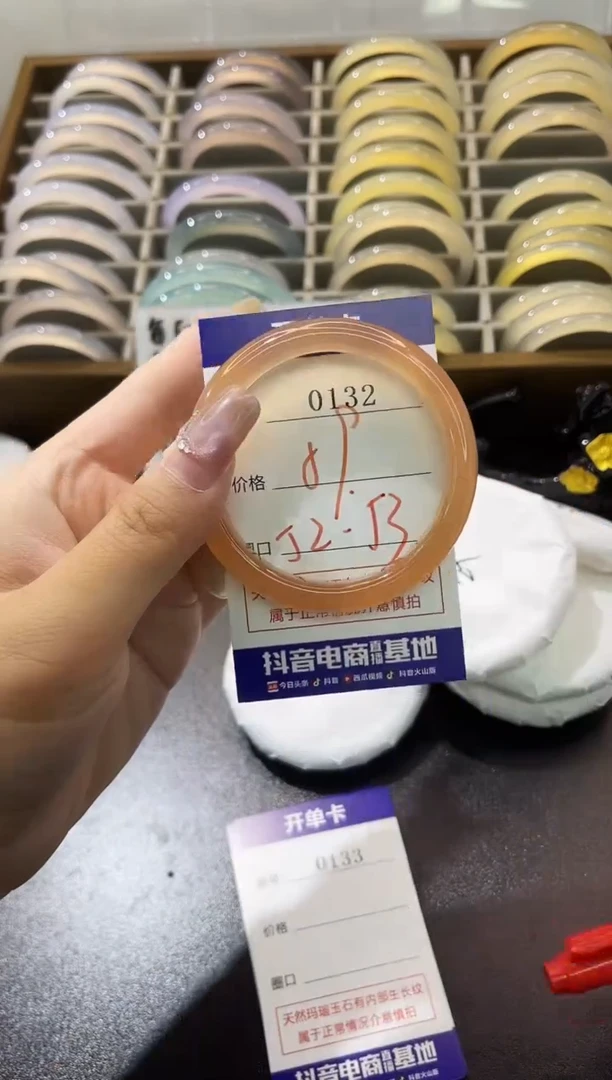 0132
价格
口 52-53
属于正常情况介意慎拍
抖音电商直播基地
今日头条 抖音 西瓜视频 抖音火山版
开单卡
0133
价格
圈口
天然玛瑙玉石有内部生长纹
属于正常情况介意慎拍
抖音电商直播基地